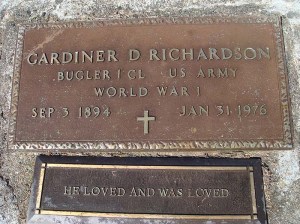 GARDINER D RICHARDSON
BUGLER 1 CL US ARMY
WORLD WAR I
SEP 3 1894 JAN 31 1976
HE LOVED AND WAS LOVED